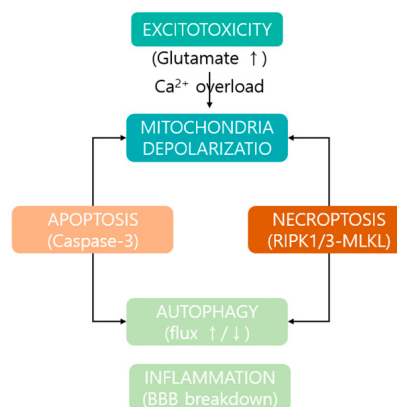 EXCITOTOXICITY
(Glutamate ↑)
Ca²⁺ overload
MITOCHONDRIA
DEPOLARIZATIO
APOPTOSIS
(Caspase-3)
NECROPTOSIS
(RIPK1/3-MLKL)
AUTOPHAGY
(flux ↑/↓)
INFLAMMATION
(BBB breakdown)